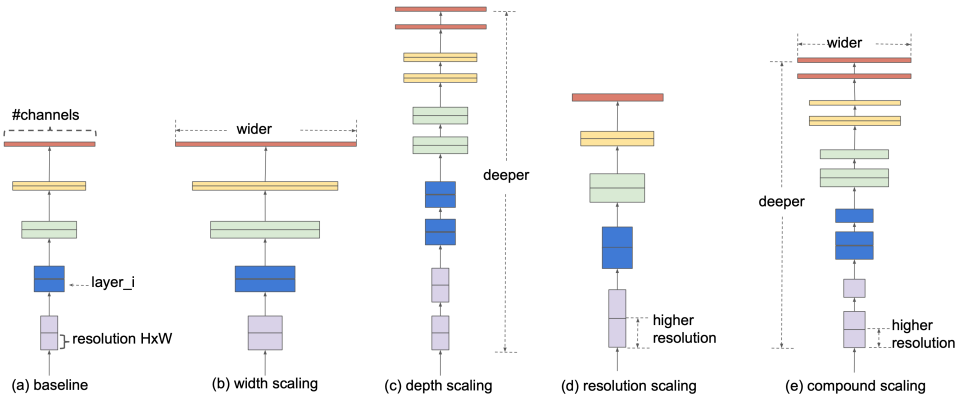 #channels
layer_i
resolution HxW
(a) baseline
wider
(b) width scaling
deeper
(c) depth scaling
higher
resolution
(d) resolution scaling
wider
deeper
higher
resolution
(e) compound scaling